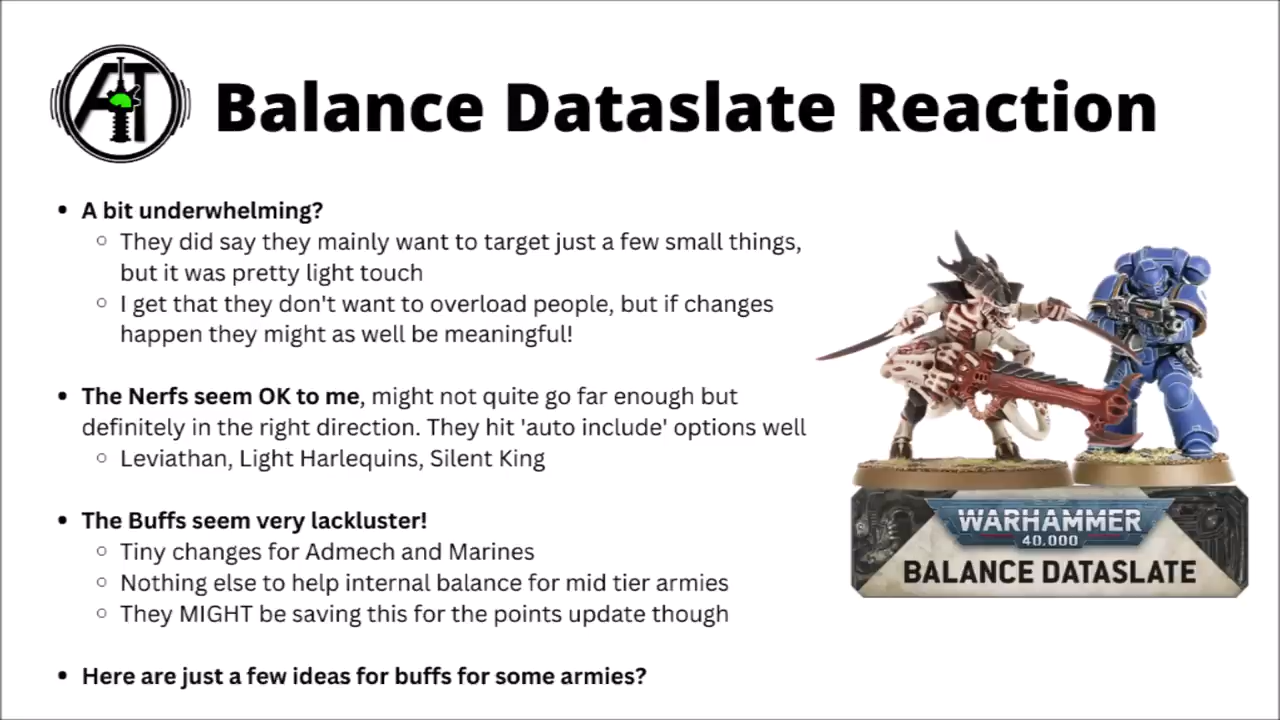 AT
Balance Dataslate Reaction
• A bit underwhelming?
○ They did say they mainly want to target just a few small things,
but it was pretty light touch
○ I get that they don't want to overload people, but if changes
happen they might as well be meaningful!
• The Nerfs seem OK to me, might not quite go far enough but
definitely in the right direction. They hit 'auto include' options well
○ Leviathan, Light Harlequins, Silent King
• The Buffs seem very lackluster!
○ Tiny changes for Admech and Marines
○ Nothing else to help internal balance for mid tier armies
○ They MIGHT be saving this for the points update though
• Here are just a few ideas for buffs for some armies?
WARHAMMER
40,000
BALANCE DATASLATE